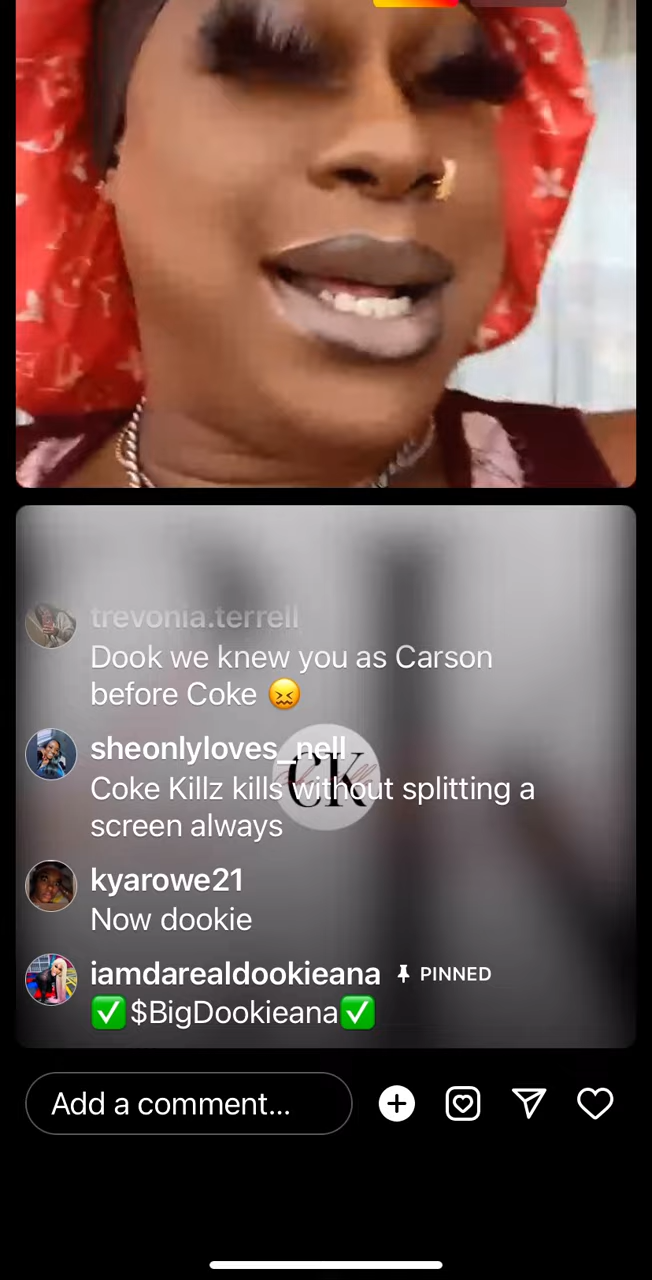 trevonia.terrell
Dook we knew you as Carson
before Coke 😖
sheonlyloves_nell
CK
Coke Killz kills without splitting a
screen always
kyarowe21
Now dookie
iamdarealdookieana PINNED
✅$BigDookieana✅
Add a comment...